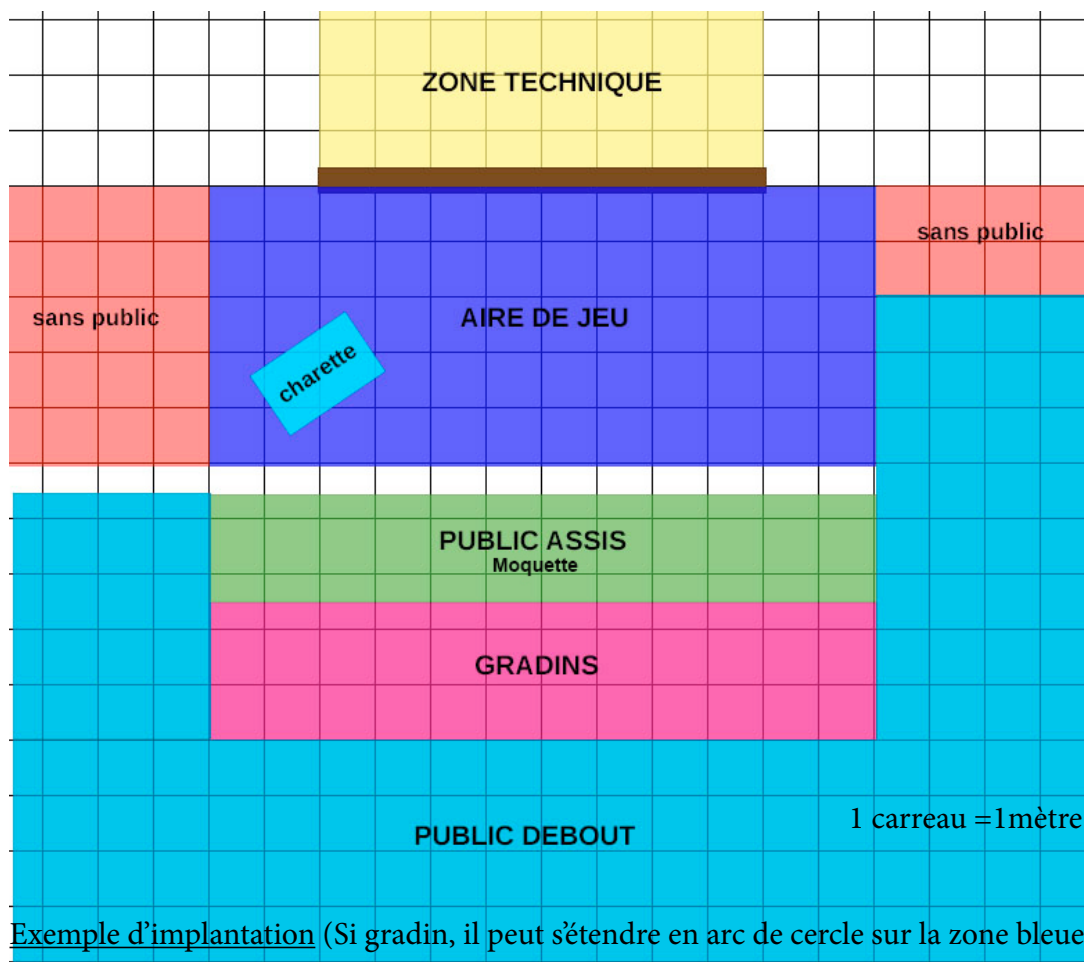 ZONE TECHNIQUE
sans public
sans public
AIRE DE JEU
charette
PUBLIC ASSIS
Moquette
GRADINS
1 carreau =1mètre
PUBLIC DEBOUT
Exemple d'implantation (Si gradin, il peut s'étendre en arc de cercle sur la zone bleue